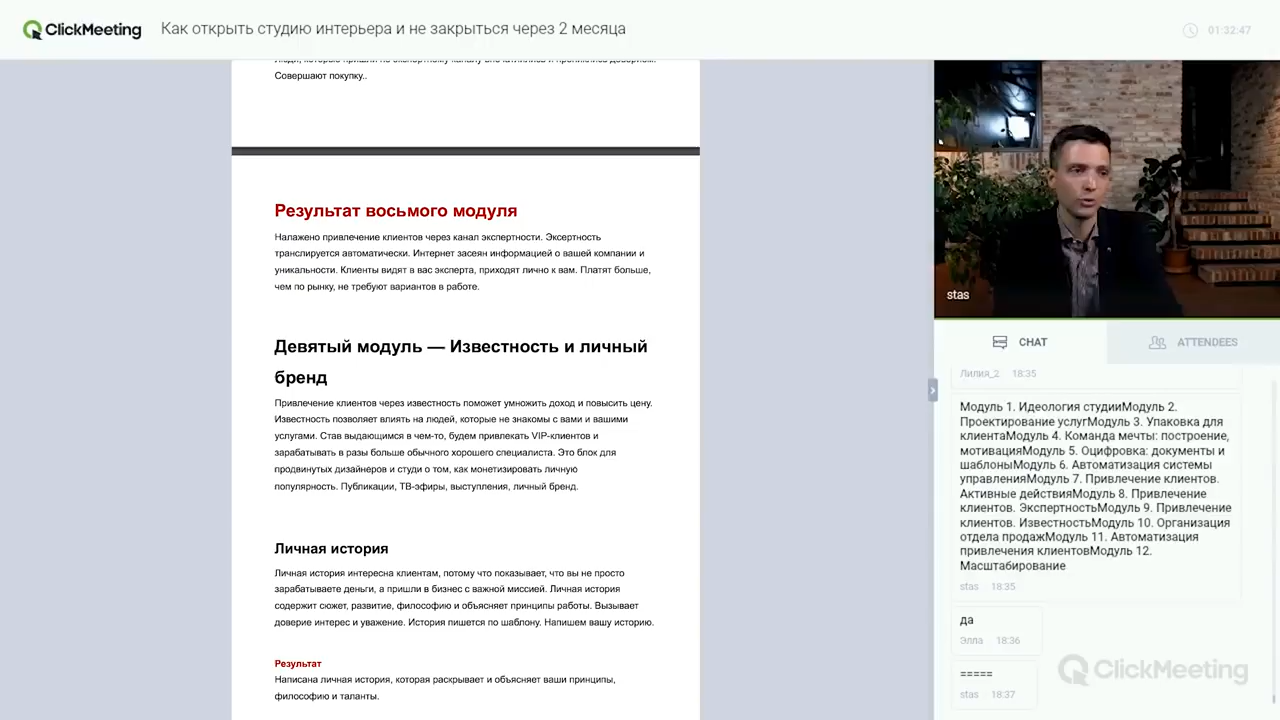 ClickMeeting
Как открыть студию интерьера и не закрыться через 2 месяца
01:32:47
Совершают покупку..
Результат восьмого модуля
Налажено привлечение клиентов через канал экспертности. Эксертность
транслируется автоматически. Интернет засеян информацией о вашей компании и
уникальности. Клиенты видят в вас эксперта, приходят лично к вам. Платят больше,
чем по рынку, не требуют вариантов в работе.
Девятый модуль — Известность и личный
бренд
Привлечение клиентов через известность поможет умножить доход и повысить цену.
Известность позволяет влиять на людей, которые не знакомы с вами и вашими
услугами. Став выдающимся в чем-то, будем привлекать VIP-клиентов и
зарабатывать в разы больше обычного хорошего специалиста. Это блок для
продвинутых дизайнеров и студи о том, как монетизировать личную
популярность. Публикации, ТВ-эфиры, выступления, личный бренд.
Личная история
Личная история интересна клиентам, потому что показывает, что вы не просто
зарабатываете деньги, а пришли в бизнес с важной миссией. Личная история
содержит сюжет, развитие, философию и объясняет принципы работы. Вызывает
доверие интерес и уважение. История пишется по шаблону. Напишем вашу историю.
Результат
Написана личная история, которая раскрывает и объясняет ваши принципы,
философию и таланты.
stas
CHAT
ATTENDEES
Лилия_2 18:35
Модуль 1. Идеология студииМодуль 2.
Проектирование услугМодуль 3. Упаковка для
клиентаМодуль 4. Команда мечты: построение,
мотивацияМодуль 5. Оцифровка: документы и
шаблоныМодуль 6. Автоматизация системы
управленияМодуль 7. Привлечение клиентов.
Активные действияМодуль 8. Привлечение
клиентов. ЭкспертностьМодуль 9. Привлечение
клиентов. ИзвестностьМодуль 10. Организация
отдела продажМодуль 11. Автоматизация
привлечения клиентовМодуль 12.
Масштабирование
stas 18:35
да
Элла 18:36
=====
stas 18:37
ClickMeeting